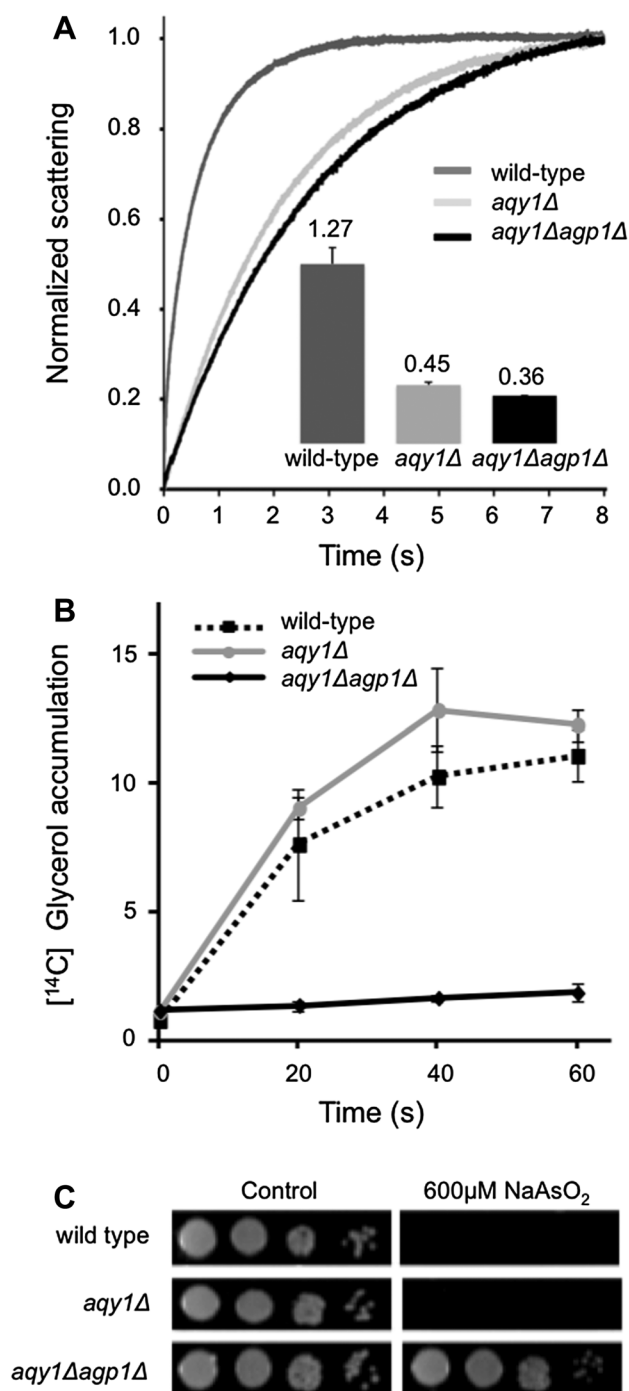 A
Normalized scattering
1.0
0.8
0.6
0.4
0.2
0.0
wild-type
aqy1Δ
aqy1Δagp1Δ
1.27
0.45
0.36
wild-type aqy1Δ aqy1Δagp1Δ
0 1 2 3 4 5 6 7 8
Time (s)
B
[¹⁴C] Glycerol accumulation
wild-type
aqy1Δ
aqy1Δagp1Δ
15
10
5
0
0 20 40 60
Time (s)
C
Control 600µM NaAsO₂
wild type
aqy1Δ
aqy1Δagp1Δ